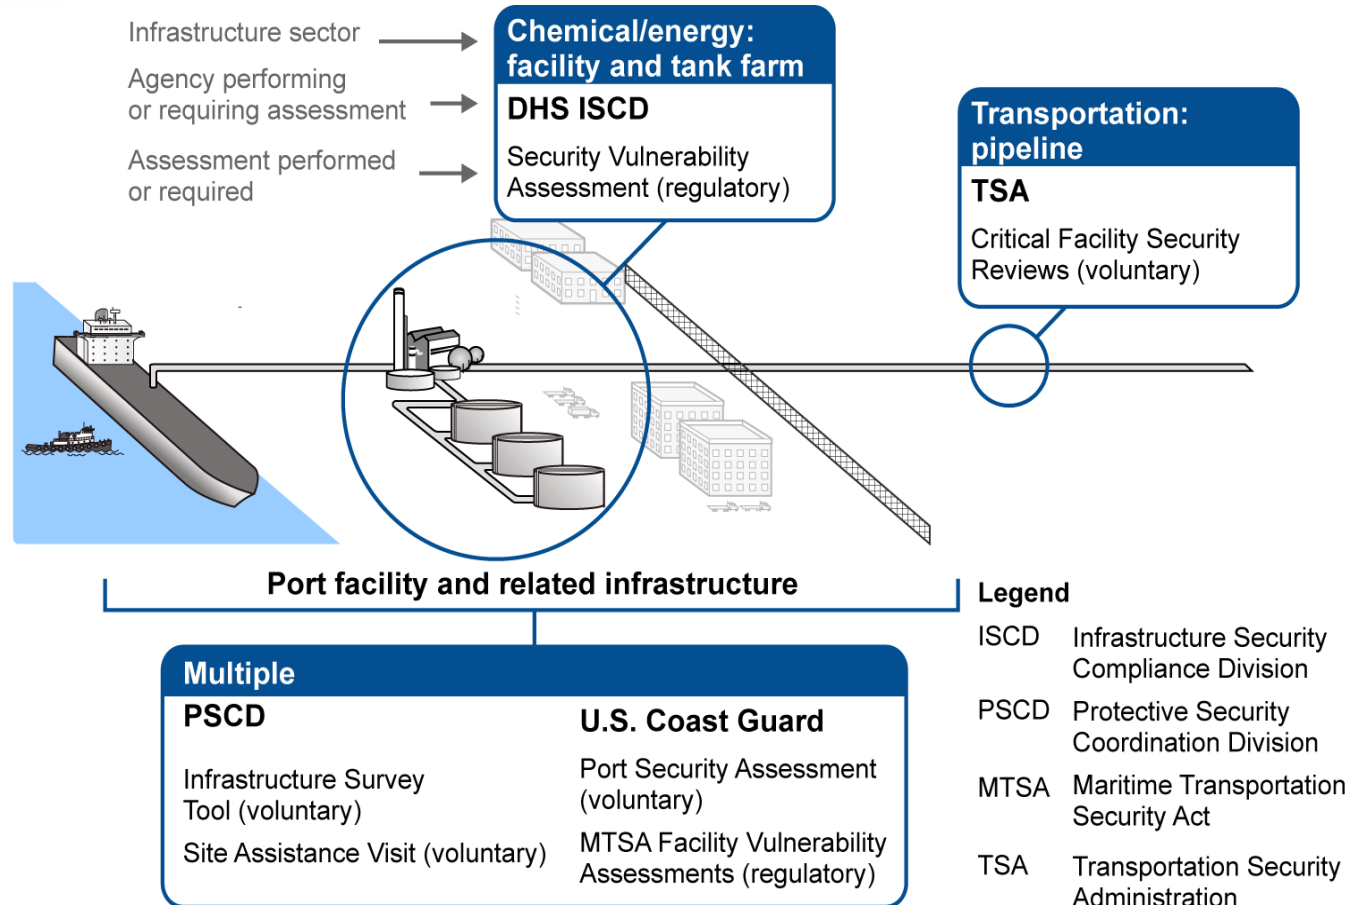 Infrastructure sector
Agency performing
or requiring assessment
Assessment performed
or required
Chemical/energy:
facility and tank farm
DHS ISCD
Security Vulnerability
Assessment (regulatory)
Transportation:
pipeline
TSA
Critical Facility Security
Reviews (voluntary)
Port facility and related infrastructure
Multiple
PSCD
Infrastructure Survey
Tool (voluntary)
Site Assistance Visit (voluntary)
U.S. Coast Guard
Port Security Assessment
(voluntary)
MTSA Facility Vulnerability
Assessments (regulatory)
Legend
ISCD Infrastructure Security
Compliance Division
PSCD Protective Security
Coordination Division
MTSA Maritime Transportation
Security Act
TSA Transportation Security
Administration